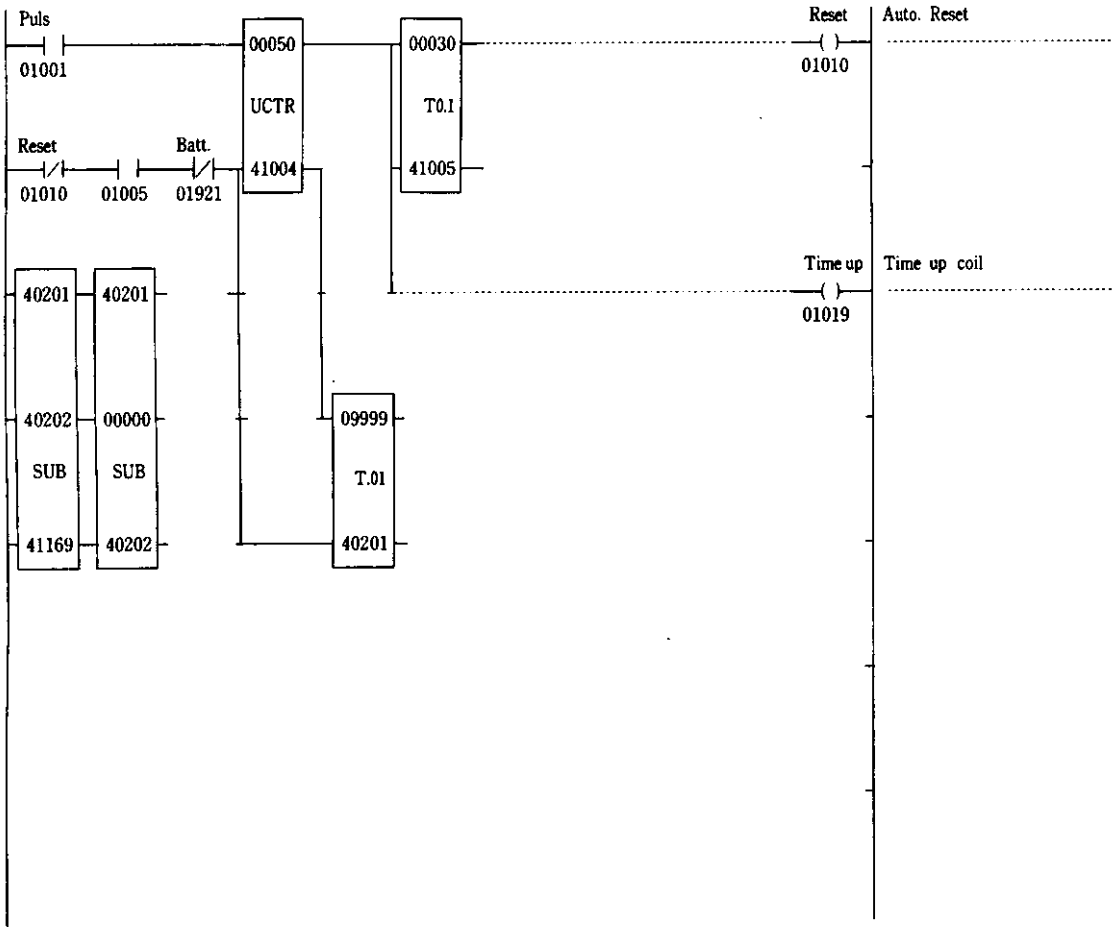 Puls
Reset
Auto. Reset
00050
00030
01001
01010
UCTR
T0.1
Reset
Batt.
41004
41005
01010
01005
01921
Time up
Time up coil
40201
40201
01019
40202
00000
09999
SUB
SUB
T.01
41169
40202
40201